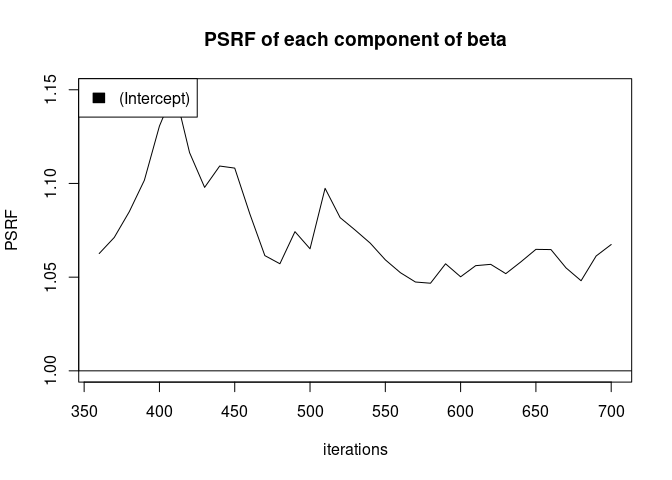 PSRF of each component of beta
(Intercept)
PSRF
1.15
1.10
1.05
1.00
350 400 450 500 550 600 650 700
iterations